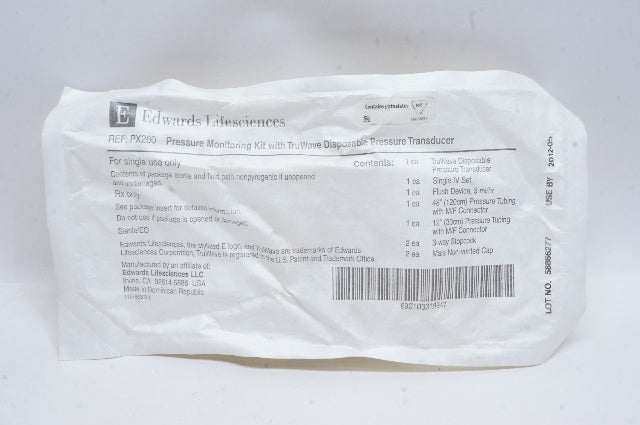 E Edwards Lifesciences
Contains phthalates
REF: PX260 Pressure Monitoring Kit with TruWave Disposable Pressure Transducer
For single use only
Contents of package sterile and fluid path nonpyrogenic if unopened
and undamaged.
Rx only
See package insert for detailed information.
Do not use if package is opened or damaged.
Sterile/EO
Edwards Lifesciences, the stylized E logo, and TruWave are trademarks of Edwards
Lifesciences Corporation; TruWave is registered in the U.S. Patent and Trademark Office.
Manufactured by an affiliate of:
Edwards Lifesciences LLC
Irvine, CA 92614-5686 USA
Made in Dominican Republic
Contents:
1 ea TruWave Disposable
Pressure Transducer
1 ea Single IV Set
1 ea Flush Device, 3 ml/hr
1 ea 48" (120cm) Pressure Tubing
with M/F Connector
1 ea 12" (30cm) Pressure Tubing
with M/F Connector
2 ea 3-way Stopcock
2 ea Male Non-vented Cap
LOT NO. 58866277 USE BY 2012-05